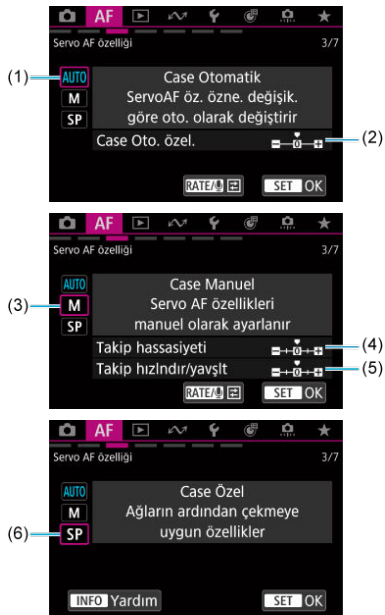 AF
Servo AF özelliği 3/7
(1) AUTO Case Otomatik
M ServoAF öz. özne. değişik.
SP göre oto. olarak değiştirir
Case Oto. özel. - 0 + (2)
RATE/ SET OK
AF
Servo AF özelliği 3/7
AUTO Case Manuel
(3) M Servo AF özellikleri
SP manuel olarak ayarlanır
Takip hassasiyeti - 0 + (4)
Takip hızlndır/yavşlt - 0 + (5)
RATE/ SET OK
AF
Servo AF özelliği 3/7
AUTO Case Özel
M Ağların ardından çekmeye
(6) SP uygun özellikler
INFO Yardım SET OK